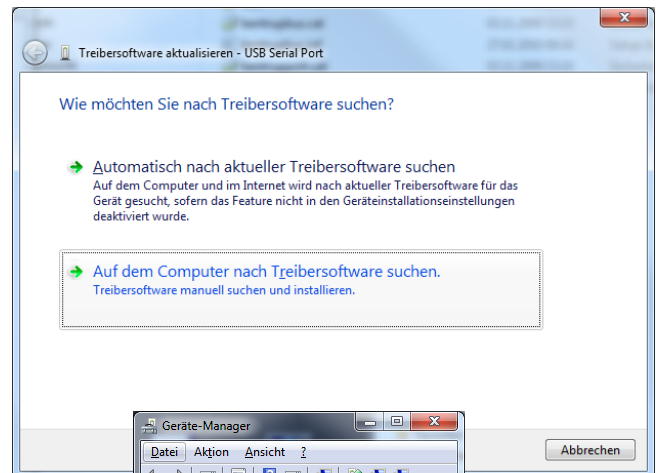 Treibersoftware aktualisieren - USB Serial Port
Wie möchten Sie nach Treibersoftware suchen?
Automatisch nach aktueller Treibersoftware suchen
Auf dem Computer und im Internet wird nach aktueller Treibersoftware für das
Gerät gesucht, sofern das Feature nicht in den Geräteinstallationseinstellungen
deaktiviert wurde.
Auf dem Computer nach Treibersoftware suchen.
Treibersoftware manuell suchen und installieren.
Geräte-Manager
Datei Aktion Ansicht ?
Abbrechen